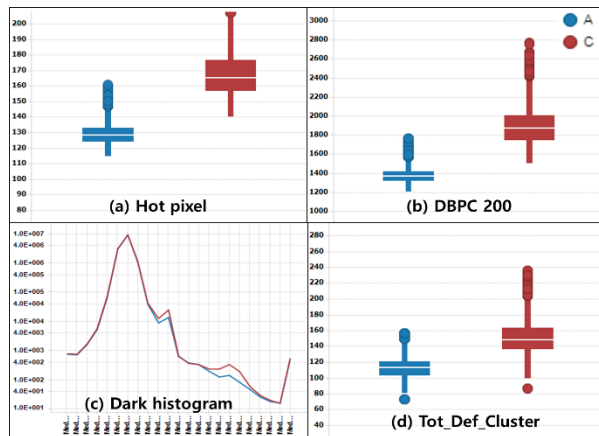 200
190
180
170
160
150
140
130
120
110
100
90
80
(a) Hot pixel
3000
2800
2600
2400
2200
2000
1800
1600
1400
1200
1000
A
C
(b) DBPC 200
1.0E+007
4.0E+006
1.0E+006
4.0E+005
1.0E+005
4.0E+004
1.0E+004
4.0E+003
1.0E+003
4.0E+002
1.0E+002
4.0E+001
1.0E+001
(c) Dark histogram
280
260
240
220
200
180
160
140
120
100
80
60
40
(d) Tot_Def_Cluster